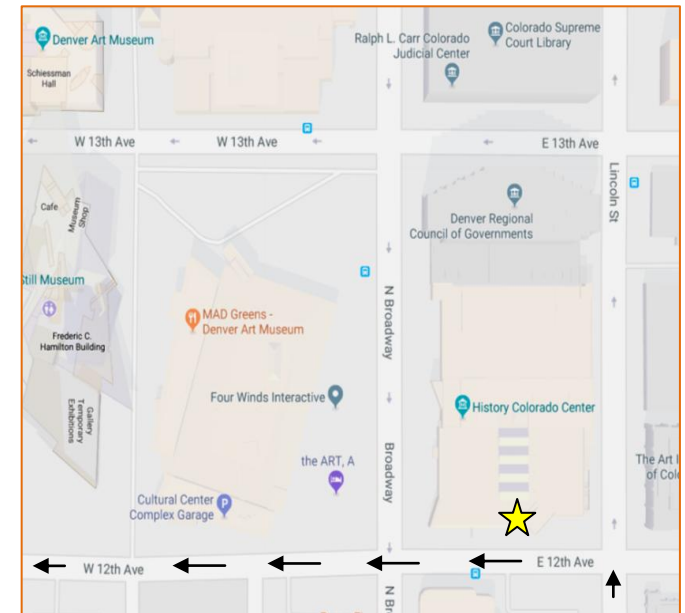 Denver Art Museum
Ralph L. Carr Colorado
Judicial Center
Colorado Supreme
Court Library
Schiessman
Hall
W 13th Ave
W 13th Ave
E 13th Ave
Lincoln St
Cafe
Museum
Shop
Denver Regional
Council of Governments
Still Museum
Frederic C.
Hamilton Building
MAD Greens -
Denver Art Museum
N Broadway
Four Winds Interactive
History Colorado Center
Gallery
Temporary
Exhibitions
Broadway
the ART, A
The Art
of Col
Cultural Center
Complex Garage
P
W 12th Ave
E 12th Ave
N Br